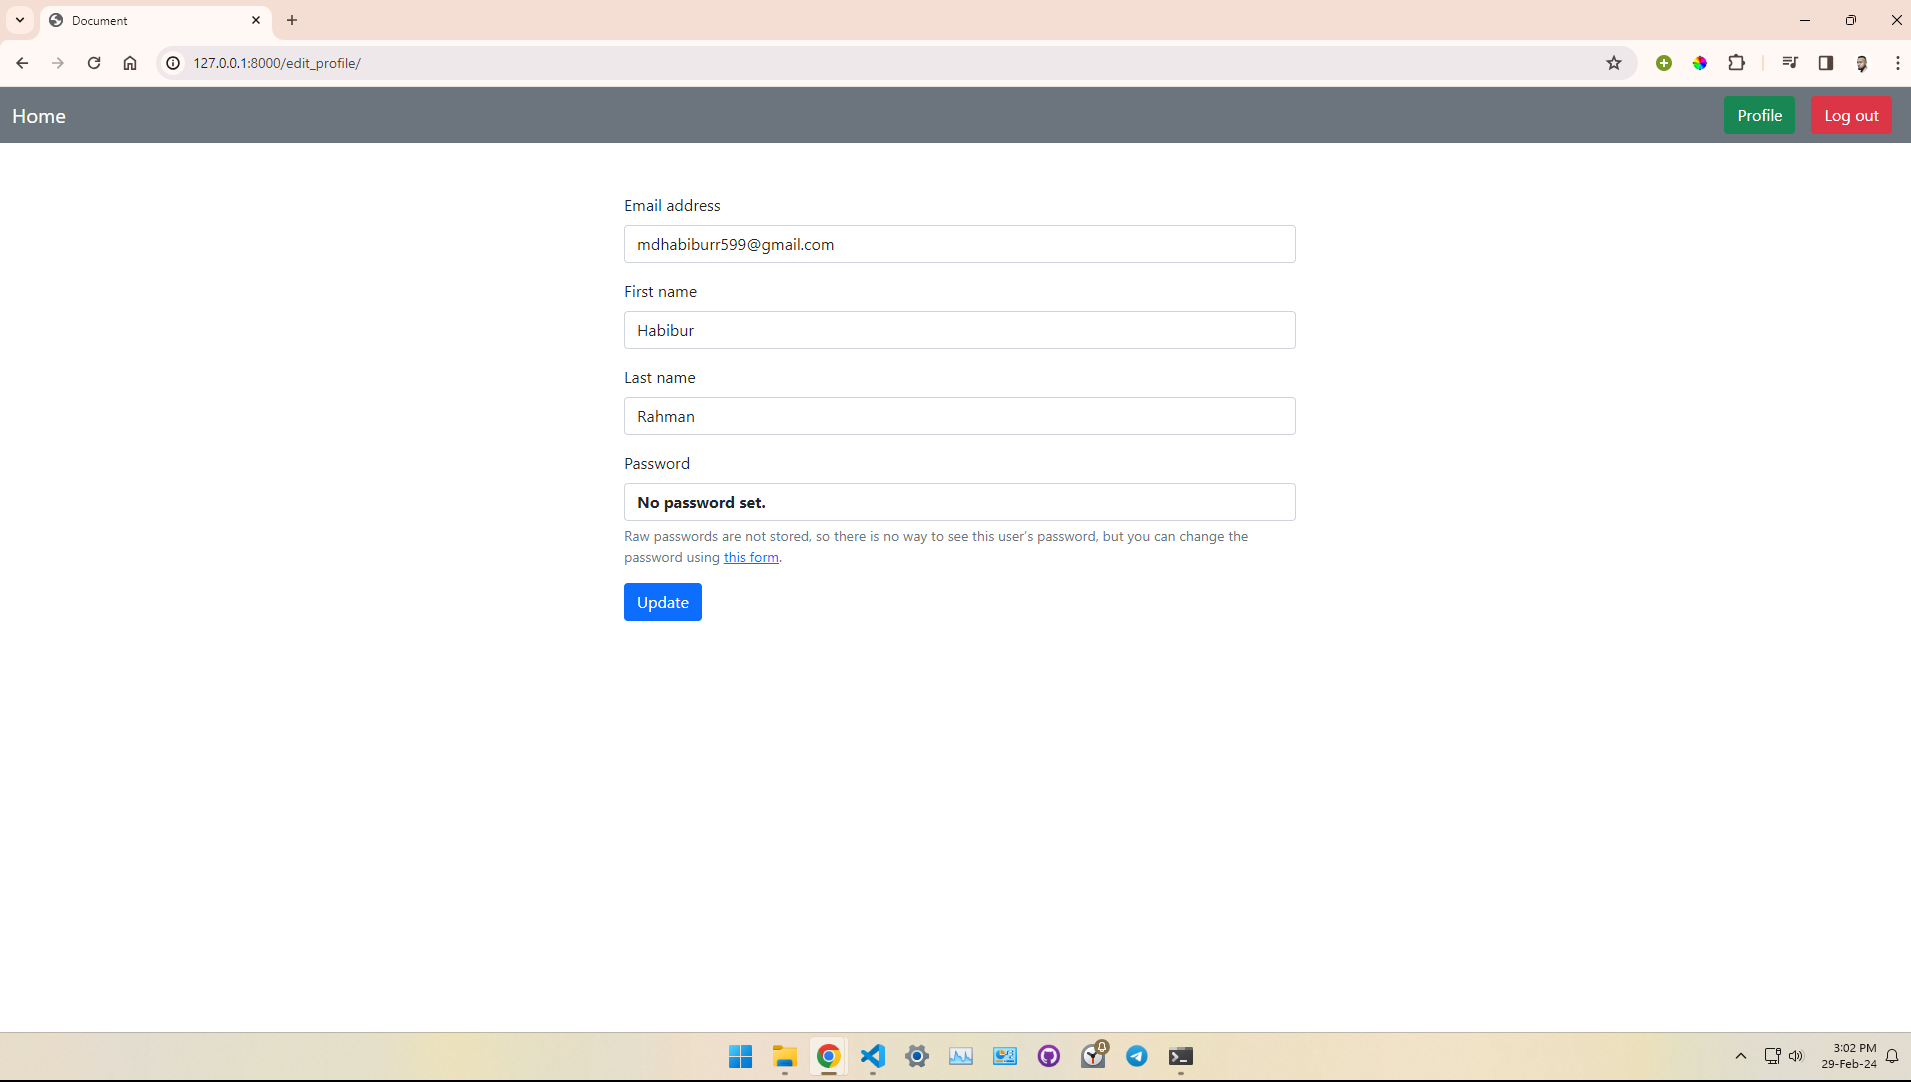 Document
127.0.0.1:8000/edit_profile/
Home
Profile
Log out
Email address
mdhabiburr599@gmail.com
First name
Habibur
Last name
Rahman
Password
No password set.
Raw passwords are not stored, so there is no way to see this user’s password, but you can change the
password using this form.
Update
3:02 PM
29-Feb-24